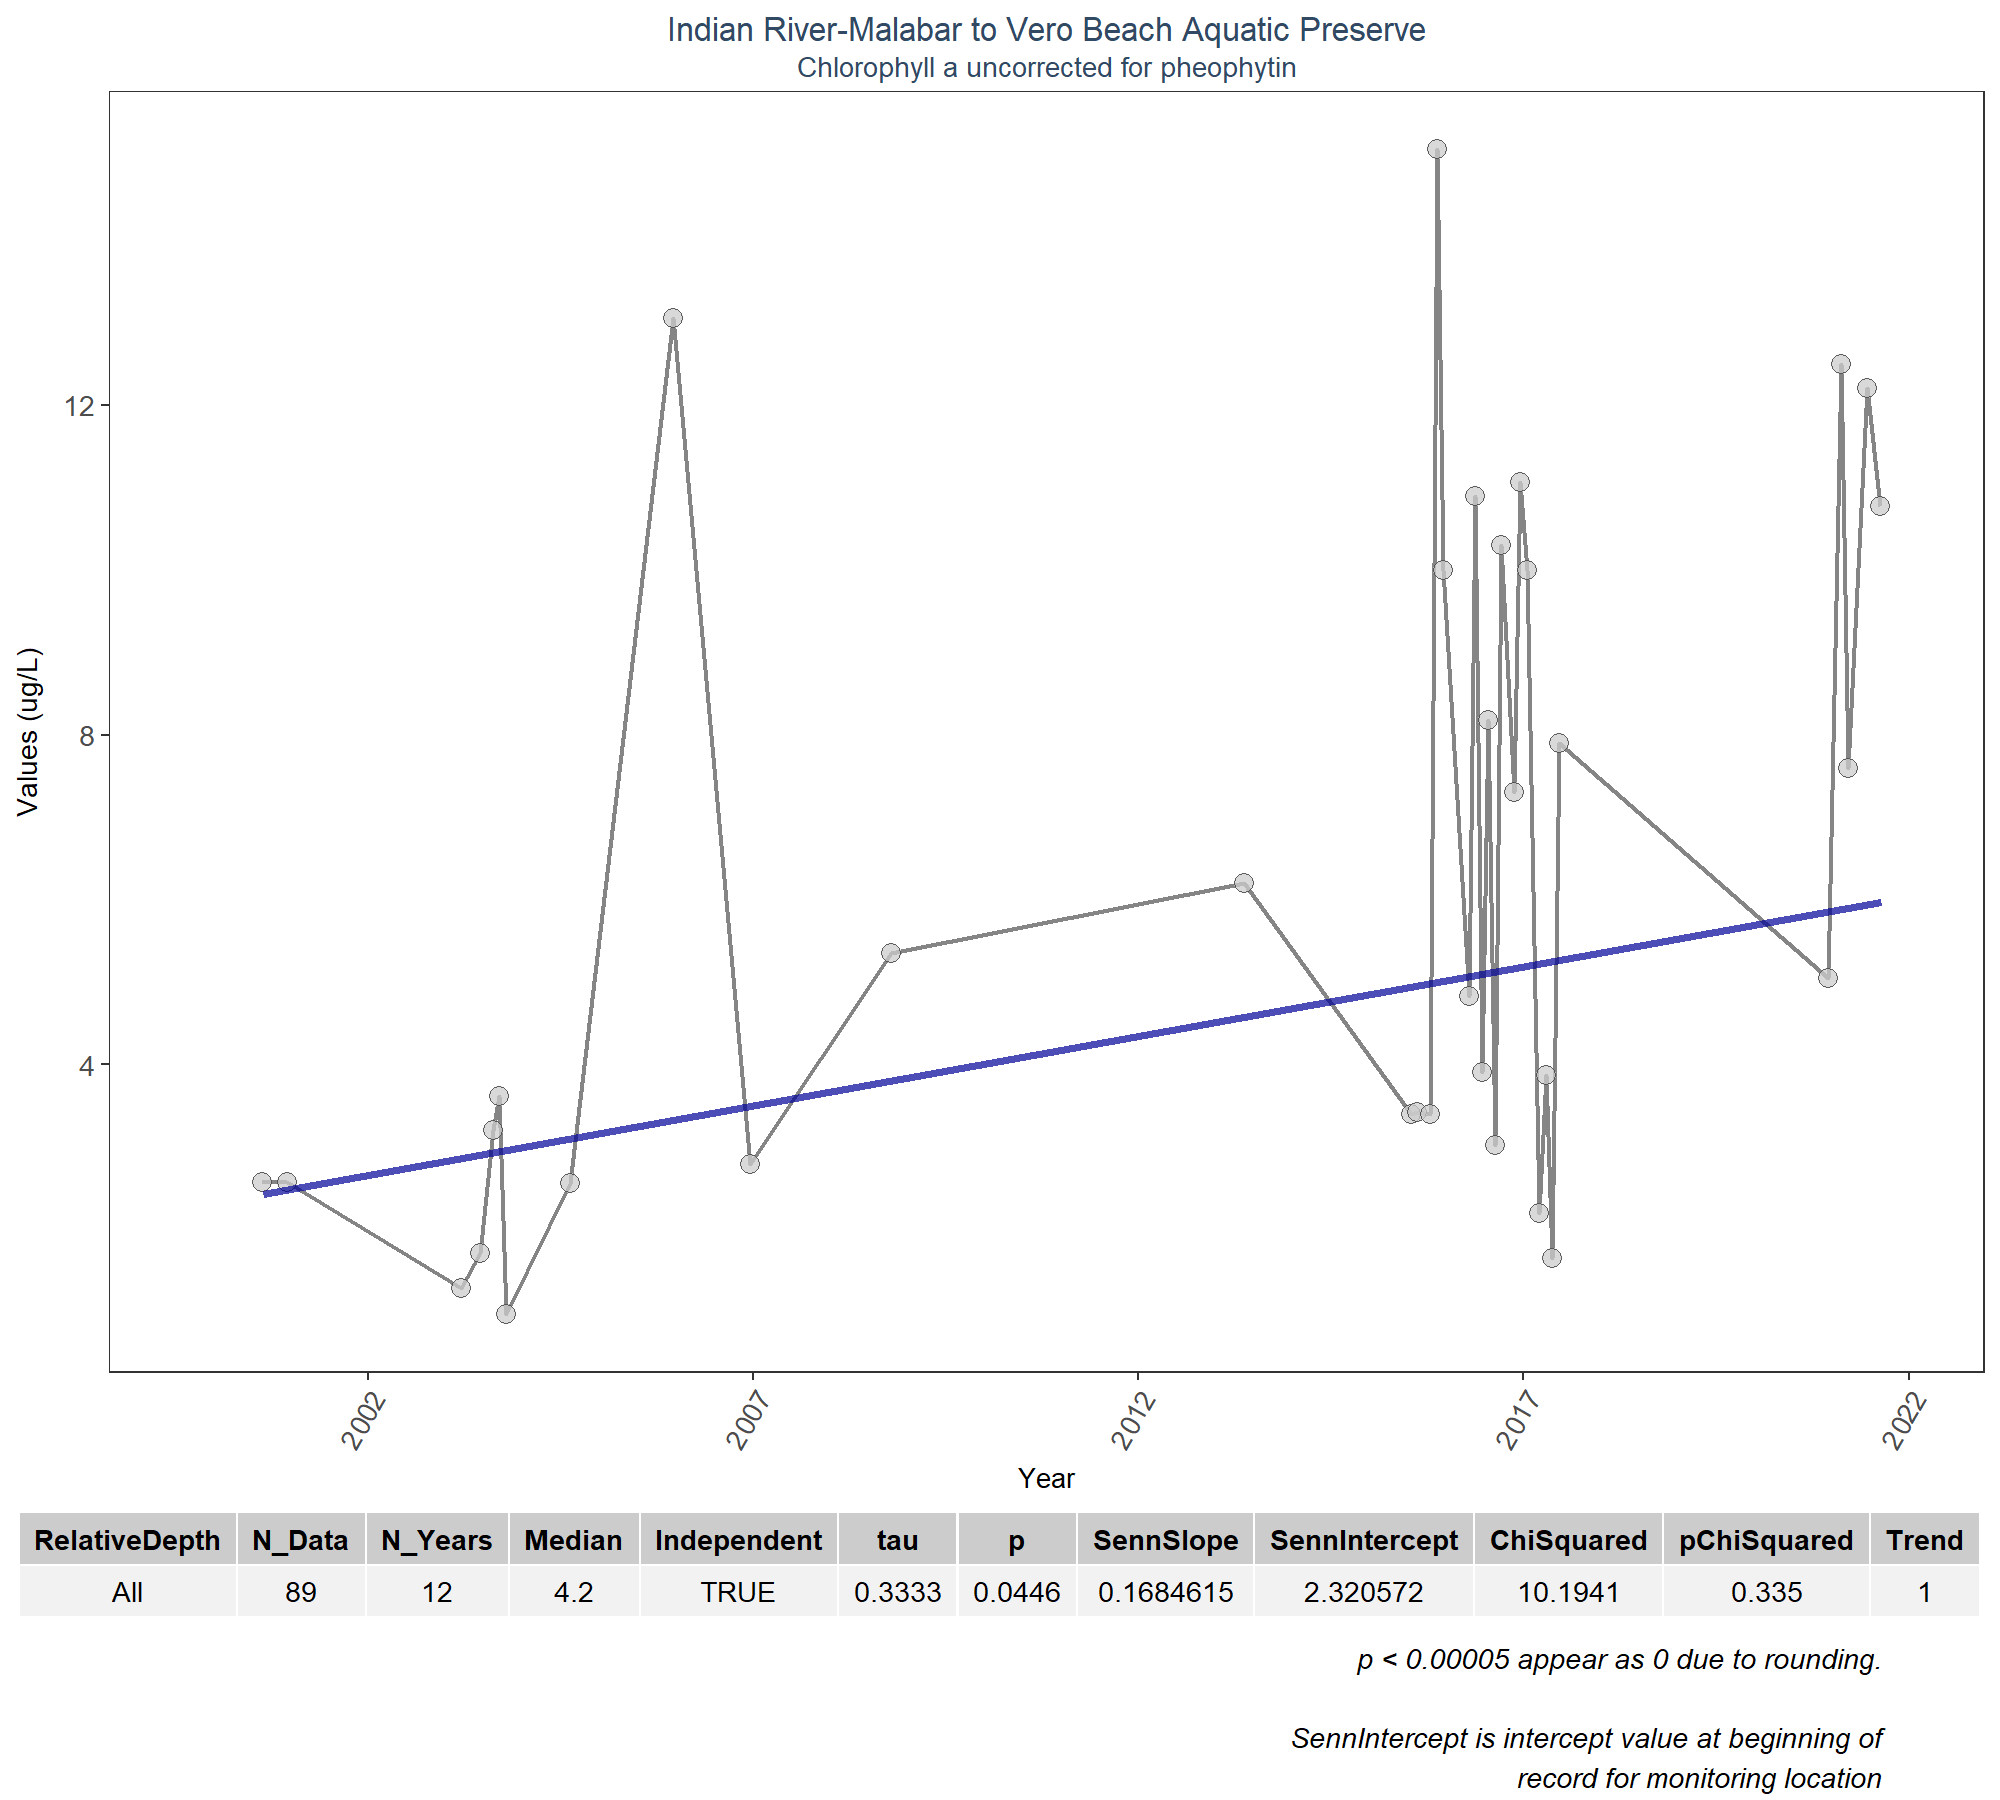 Indian River-Malabar to Vero Beach Aquatic Preserve
Chlorophyll a uncorrected for pheophytin
12
8
4
Values (ug/L)
2002
2007
2012
2017
2022
Year
RelativeDepth N_Data N_Years Median Independent tau p SennSlope SennIntercept ChiSquared pChiSquared Trend
All 89 12 4.2 TRUE 0.3333 0.0446 0.1684615 2.320572 10.1941 0.335 1
p < 0.00005 appear as 0 due to rounding.
SennIntercept is intercept value at beginning of
record for monitoring location